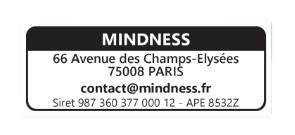 MINDNESS
66 Avenue des Champs-Elysées
75008 PARIS
contact@mindness.fr
Siret 987 360 377 000 12 - APE 8532Z